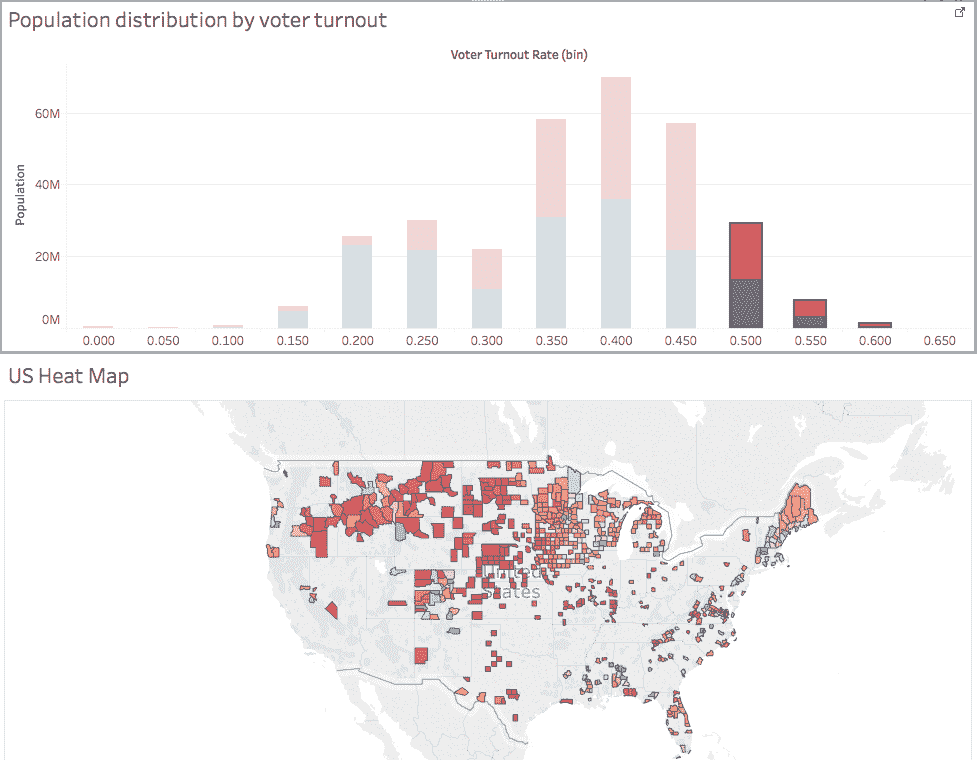 Population distribution by voter turnout
Voter Turnout Rate (bin)
Population
60M
40M
20M
0M
0.000 0.050 0.100 0.150 0.200 0.250 0.300 0.350 0.400 0.450 0.500 0.550 0.600 0.650
US Heat Map
United
States